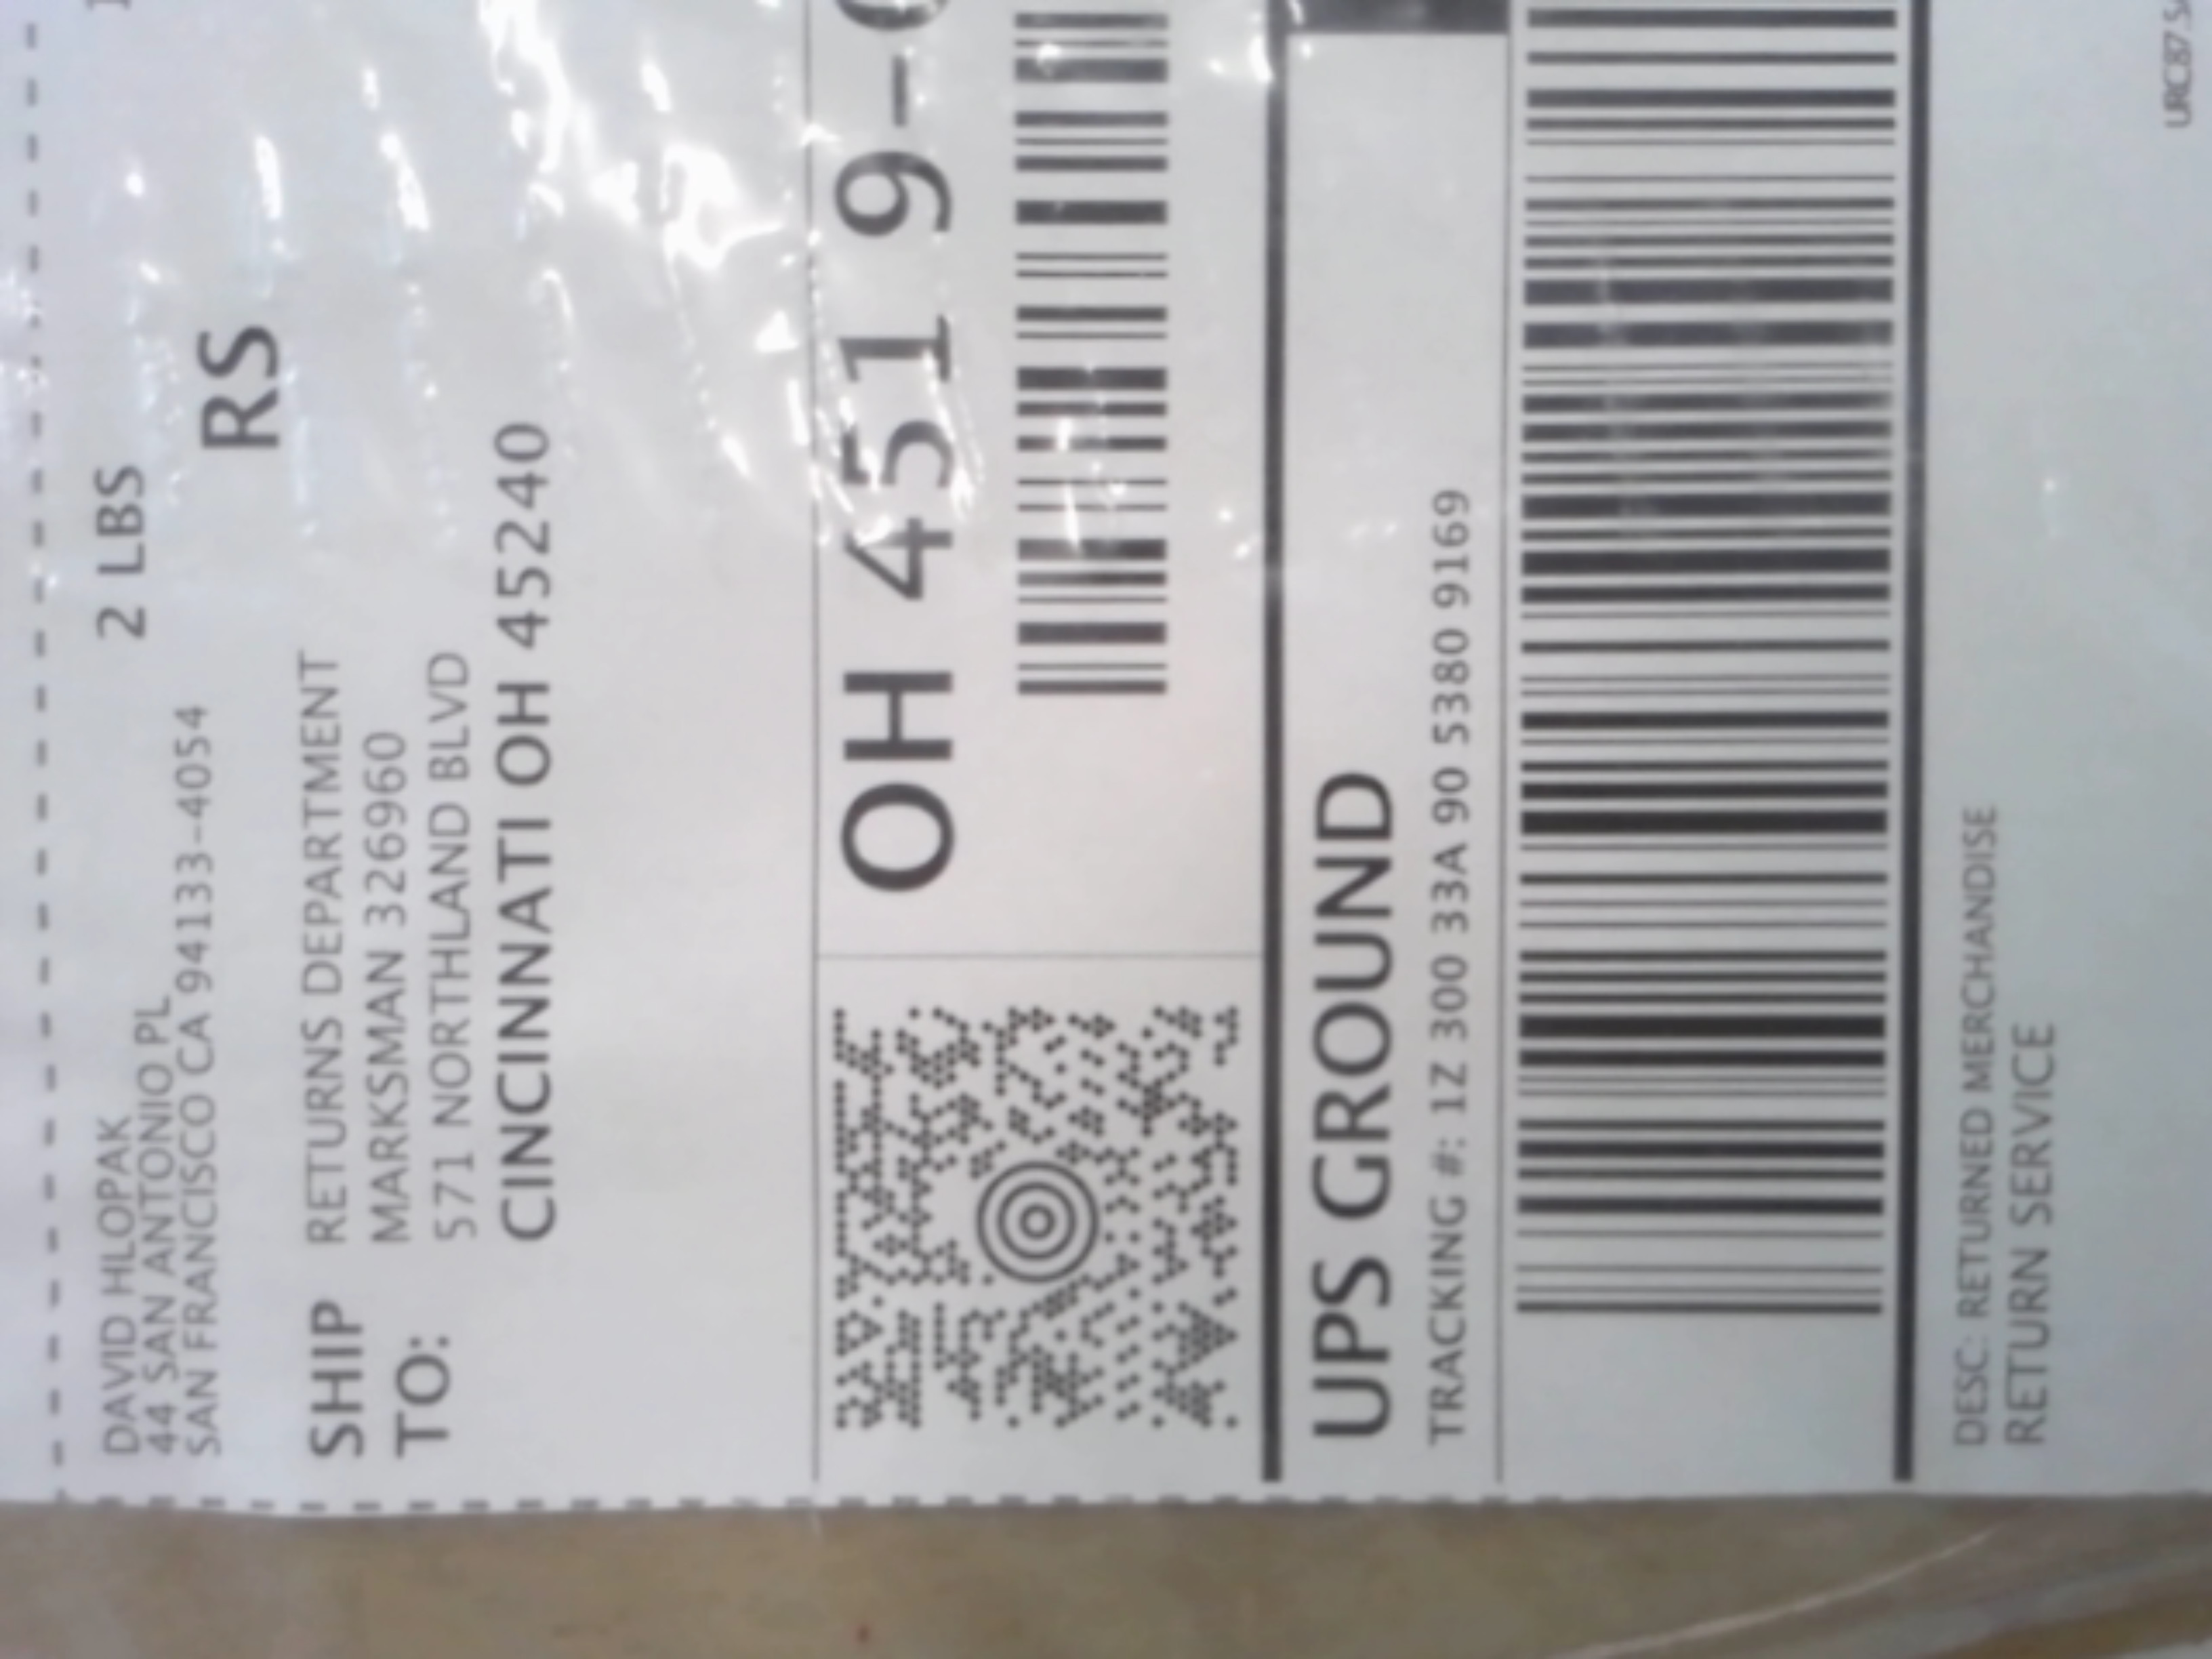 DAVID HLOPAK 2 LBS
44 SAN ANTONIO PL
SAN FRANCISCO CA 94133-4054
RS
SHIP TO:
RETURNS DEPARTMENT
MARKSMAN 326960
571 NORTHLAND BLVD
CINCINNATI OH 45240
OH 451 9-
UPS GROUND
TRACKING #: 1Z 300 33A 90 5380 9169
DESC: RETURNED MERCHANDISE
RETURN SERVICE